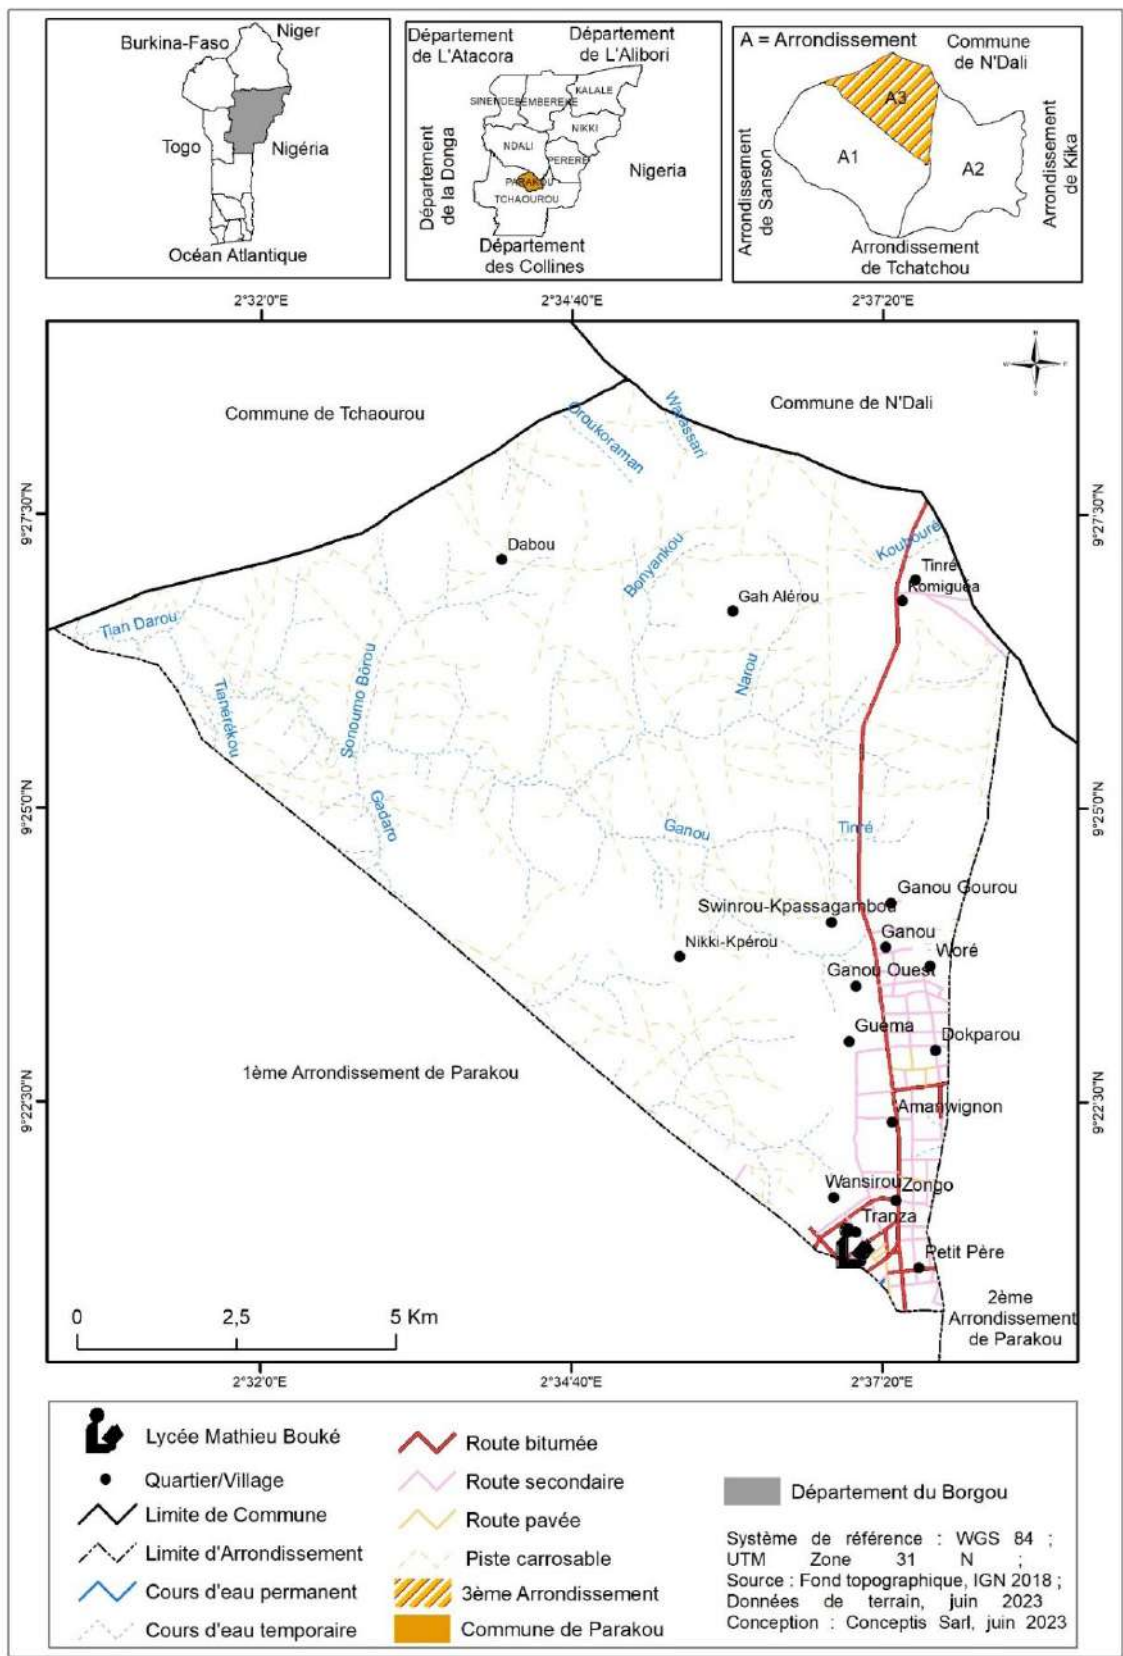 Burkina-Faso
Niger
Togo
Nigéria
Océan Atlantique
Département
de L'Atacora
Département
de L'Alibori
SINENDE
BEMBEREKE
KALALE
NIKKI
NDALI
PERERE
PARAKOU
TCHAOUROU
Département
de la Donga
Nigeria
Département
des Collines
A = Arrondissement
Commune
de N'Dali
A3
A1
A2
Arrondissement
de Sanson
Arrondissement
de Kika
Arrondissement
de Tchatchou
2°32'0"E
2°34'40"E
2°37'20"E
9°27'30"N
9°25'0"N
9°22'30"N
9°27'30"N
9°25'0"N
9°22'30"N
N
W
E
S
Commune de Tchaourou
Commune de N'Dali
Oroukoraman
Warassari
Koubouré
Dabou
Bonyankou
Tinré
Komiguéa
Gah Alérou
Tian Darou
Narou
Sonoumo Bôrou
Tianérékou
Gadaro
Ganou
Tinré
Ganou Gourou
Swinrou-Kpassagambou
Ganou
Nikki-Kpérou
Woré
Ganou Ouest
Guema
Dokparou
1ème Arrondissement de Parakou
Amanwignon
Wansirou
Zongo
Tranza
Petit Père
2ème
Arrondissement
de Parakou
0
2,5
5 Km
2°32'0"E
2°34'40"E
2°37'20"E
Lycée Mathieu Bouké
Quartier/Village
Limite de Commune
Limite d'Arrondissement
Cours d'eau permanent
Cours d'eau temporaire
Route bitumée
Route secondaire
Route pavée
Piste carrosable
3ème Arrondissement
Commune de Parakou
Département du Borgou
Système de référence : WGS 84 ;
UTM Zone 31 N ;
Source : Fond topographique, IGN 2018 ;
Données de terrain, juin 2023
Conception : Conceptis Sarl, juin 2023